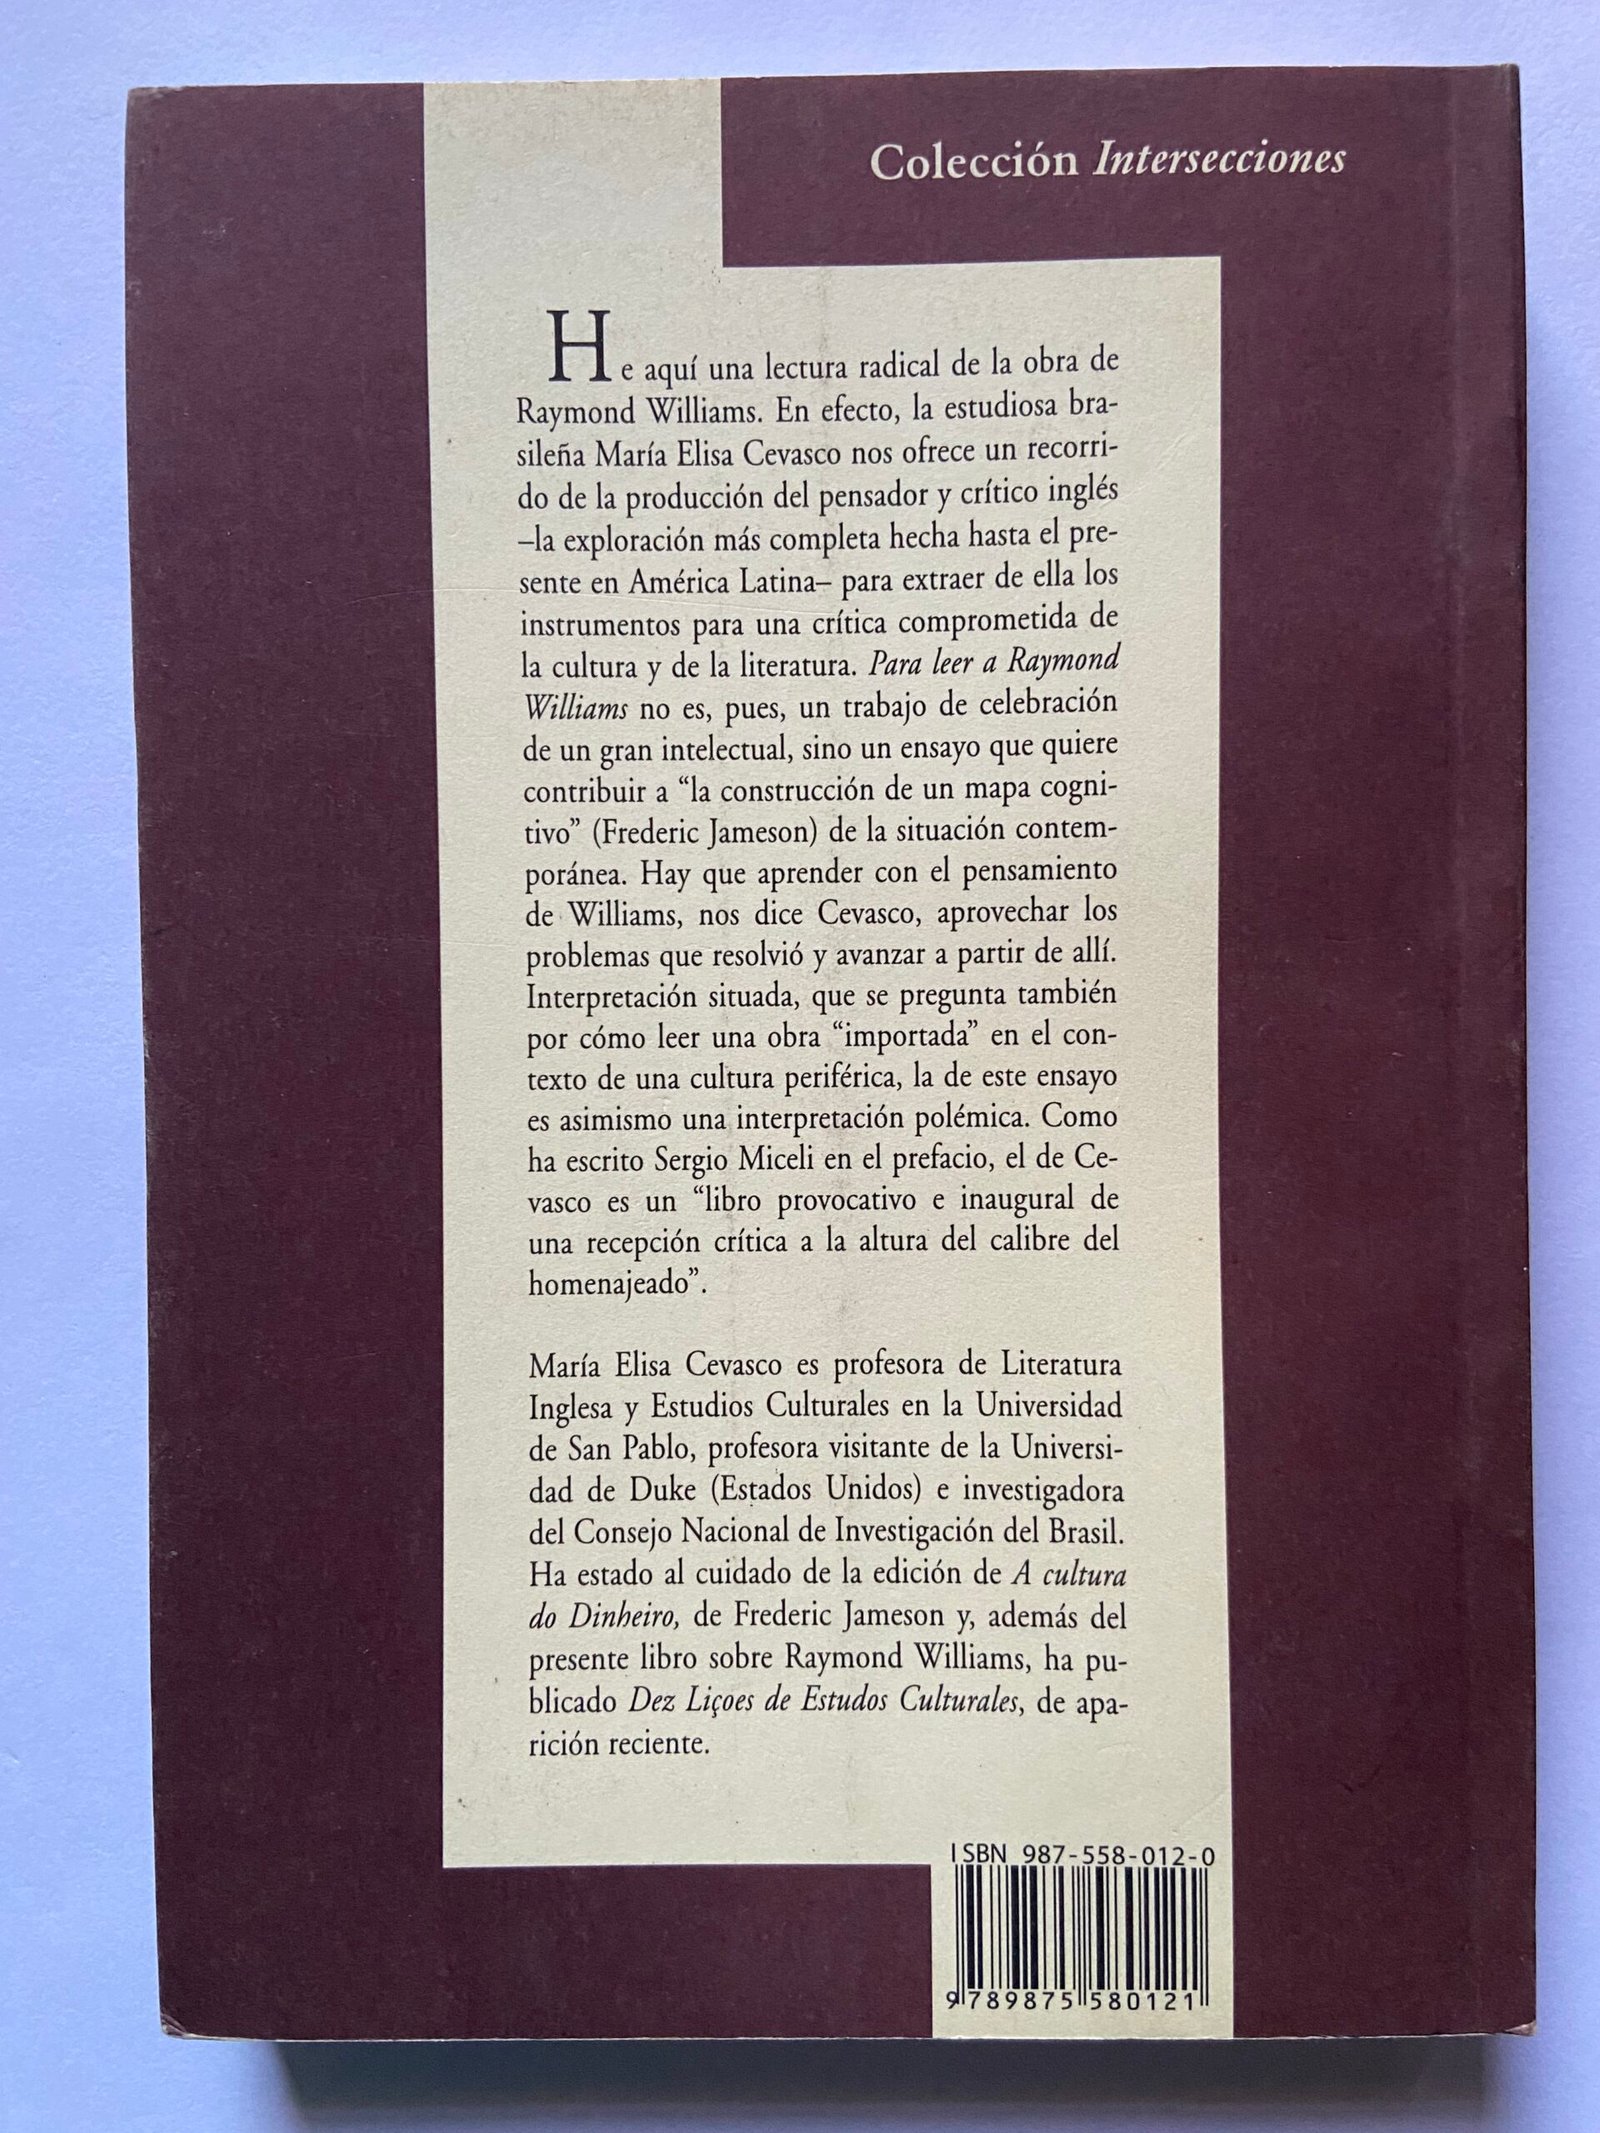 Colección Intersecciones
He aquí una lectura radical de la obra de
Raymond Williams. En efecto, la estudiosa bra-
sileña María Elisa Cevasco nos ofrece un recorri-
do de la producción del pensador y crítico inglés
–la exploración más completa hecha hasta el pre-
sente en América Latina– para extraer de ella los
instrumentos para una crítica comprometida de
la cultura y de la literatura. Para leer a Raymond
Williams no es, pues, un trabajo de celebración
de un gran intelectual, sino un ensayo que quiere
contribuir a “la construcción de un mapa cogni-
tivo” (Frederic Jameson) de la situación contem-
poránea. Hay que aprender con el pensamiento
de Williams, nos dice Cevasco, aprovechar los
problemas que resolvió y avanzar a partir de allí.
Interpretación situada, que se pregunta también
por cómo leer una obra “importada” en el con-
texto de una cultura periférica, la de este ensayo
es asimismo una interpretación polémica. Como
ha escrito Sergio Miceli en el prefacio, el de Ce-
vasco es un “libro provocativo e inaugural de
una recepción crítica a la altura del calibre del
homenajeado”.
María Elisa Cevasco es profesora de Literatura
Inglesa y Estudios Culturales en la Universidad
de San Pablo, profesora visitante de la Universi-
dad de Duke (Estados Unidos) e investigadora
del Consejo Nacional de Investigación del Brasil.
Ha estado al cuidado de la edición de A cultura
do Dinheiro, de Frederic Jameson y, además del
presente libro sobre Raymond Williams, ha pu-
blicado Dez Liçoes de Estudos Culturales, de apa-
rición reciente.
ISBN 987-558-012-0
9 789875 580121